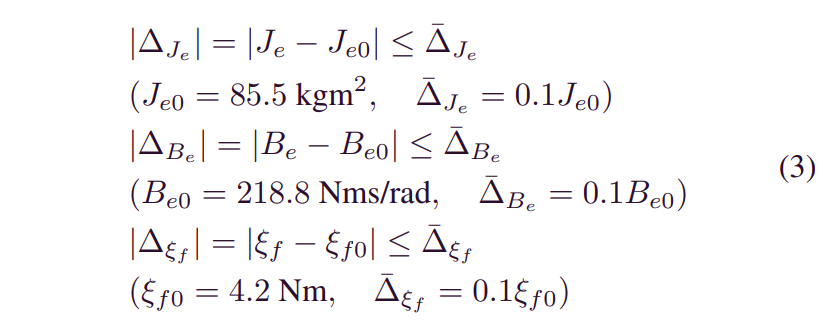 |Δ_{J_e}| = |J_e − J_{e0}| ≤ Δ̄_{J_e}
(J_{e0} = 85.5 kgm², Δ̄_{J_e} = 0.1J_{e0})
|Δ_{B_e}| = |B_e − B_{e0}| ≤ Δ̄_{B_e}
(B_{e0} = 218.8 Nms/rad, Δ̄_{B_e} = 0.1B_{e0})
(3)
|Δ_{ξ_f}| = |ξ_f − ξ_{f0}| ≤ Δ̄_{ξ_f}
(ξ_{f0} = 4.2 Nm, Δ̄_{ξ_f} = 0.1ξ_{f0})